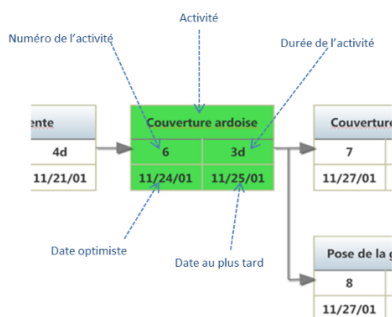 Activité
Numéro de l'activité
Durée de l'activité
ente
Couverture ardoise
Couverture
4d
6
3d
7
11/21/01
11/24/01
11/25/01
11/27/01
Date optimiste
Date au plus tard
Pose de la g
8
11/27/01